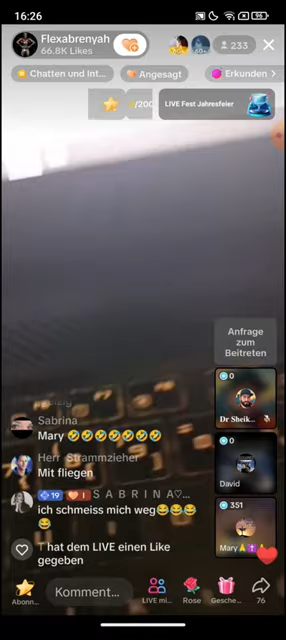 16:26
96
Flexabrenyah
66.8K Likes
233
Chatten und Int...
Angesagt
Erkunden
/200
LIVE Fest Jahresfeier
Anfrage
zum
Beitreten
0
Dr Sheik...
0
David
351
Mary
Sabrina
Mary 🤣🤣🤣🤣🤣🤣🤣
Herr Strammzieher
Mit fliegen
19 I S A B R I N A♡...
ich schmeiss mich weg😂😂😂
😂
T hat dem LIVE einen Like
gegeben
Abonn...
Komment...
LIVE mi...
Rose
Gesche...
76